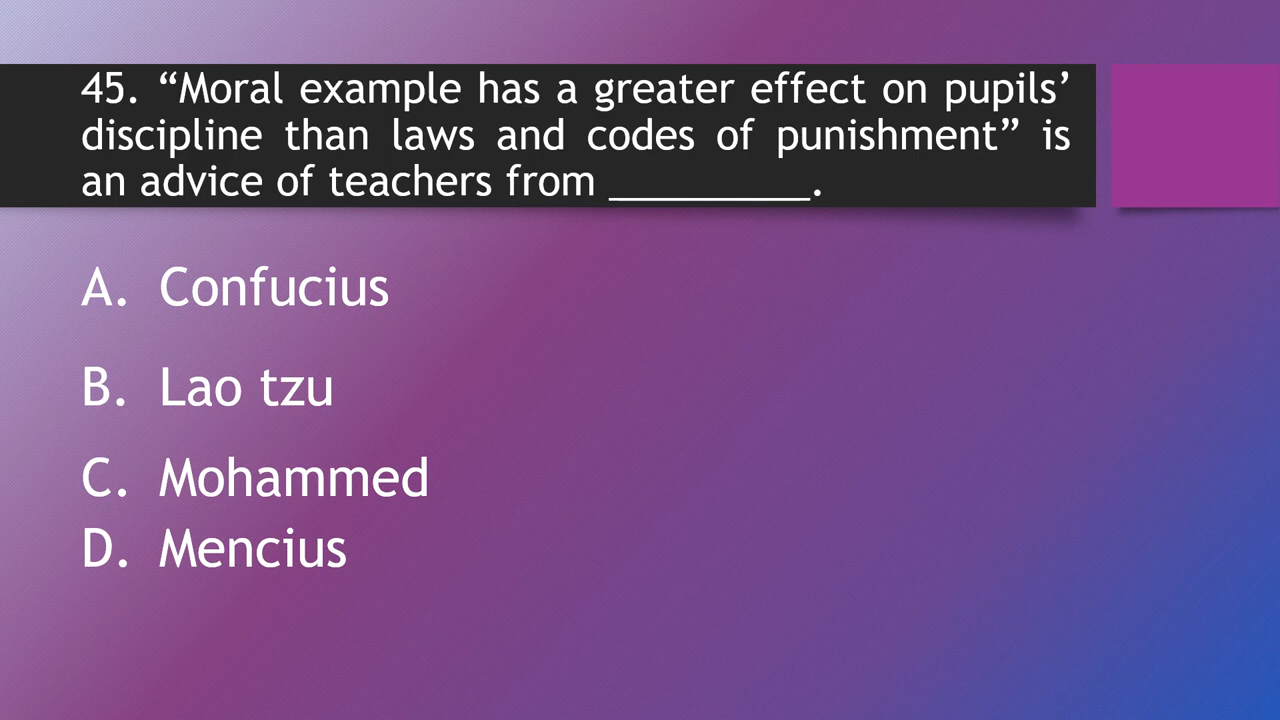 45. “Moral example has a greater effect on pupils’
discipline than laws and codes of punishment” is
an advice of teachers from _________.
A. Confucius
B. Lao tzu
C. Mohammed
D. Mencius